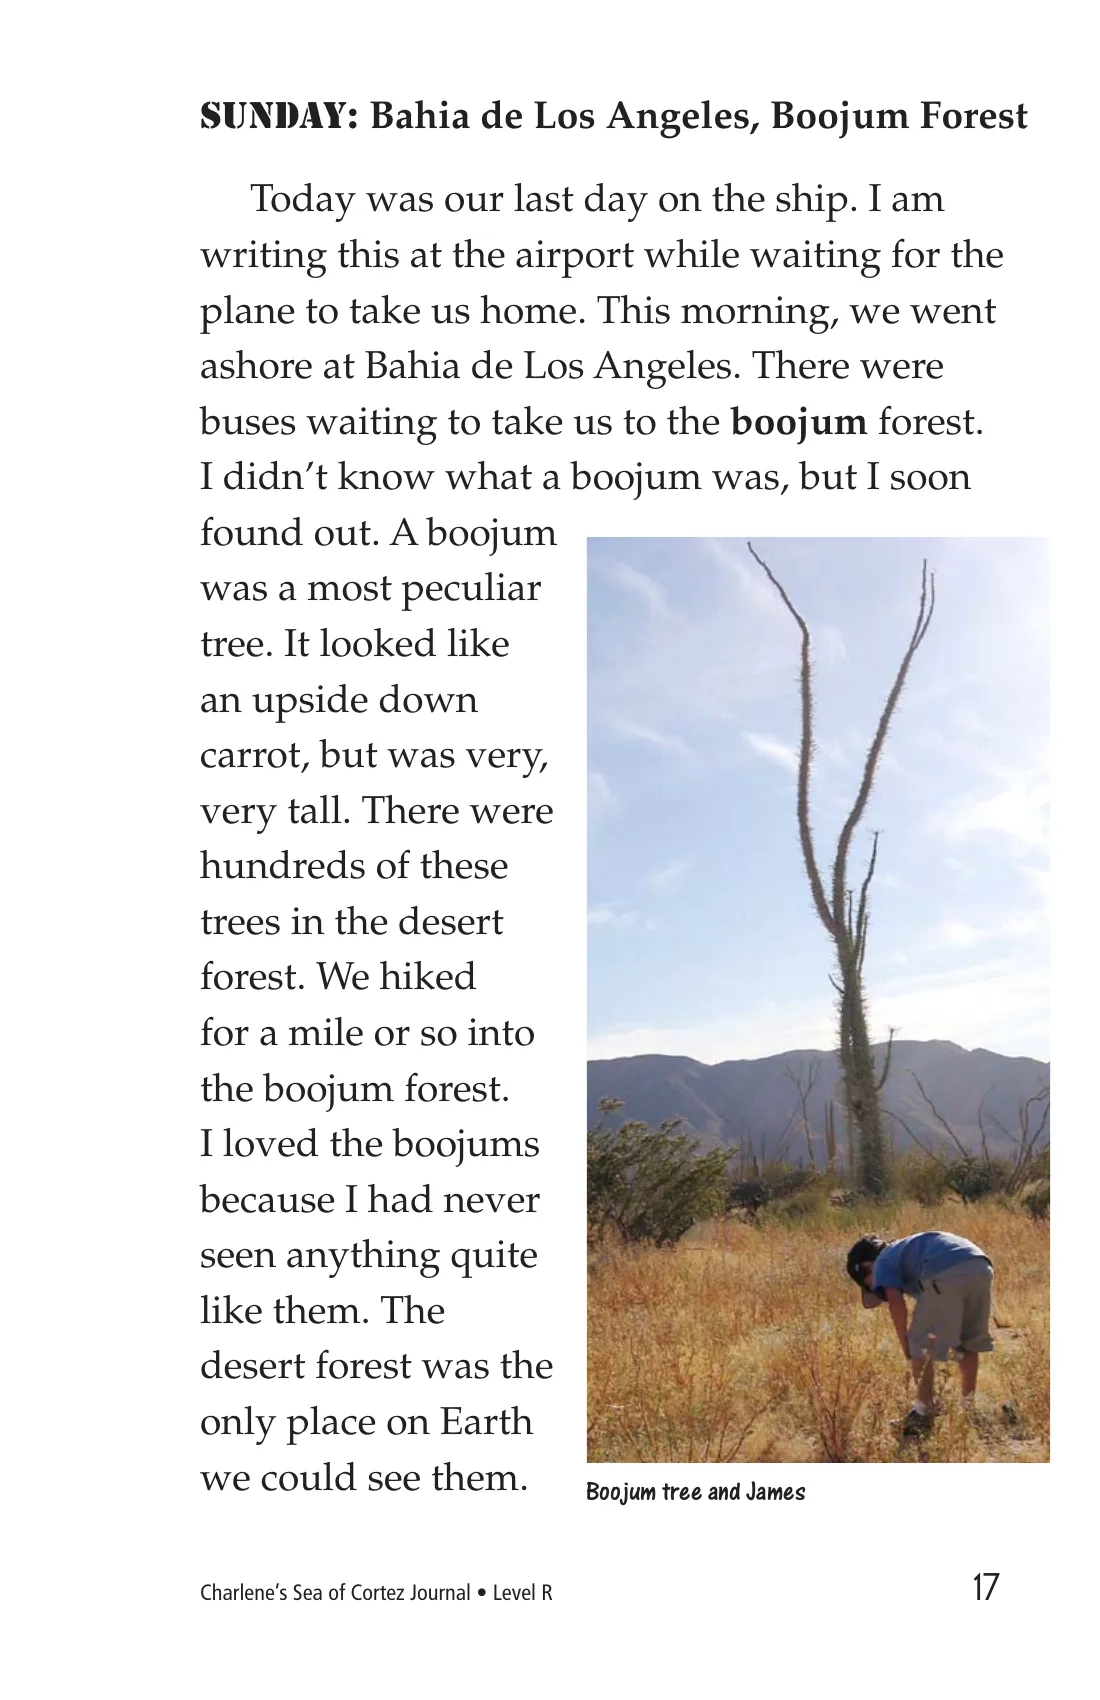 SUNDAY: Bahia de Los Angeles, Boojum Forest
Today was our last day on the ship. I am
writing this at the airport while waiting for the
plane to take us home. This morning, we went
ashore at Bahia de Los Angeles. There were
buses waiting to take us to the boojum forest.
I didn't know what a boojum was, but I soon
found out. A boojum
was a most peculiar
tree. It looked like
an upside down
carrot, but was very,
very tall. There were
hundreds of these
trees in the desert
forest. We hiked
for a mile or so into
the boojum forest.
I loved the boojums
because I had never
seen anything quite
like them. The
desert forest was the
only place on Earth
we could see them.
Boojum tree and James
Charlene's Sea of Cortez Journal • Level R
17